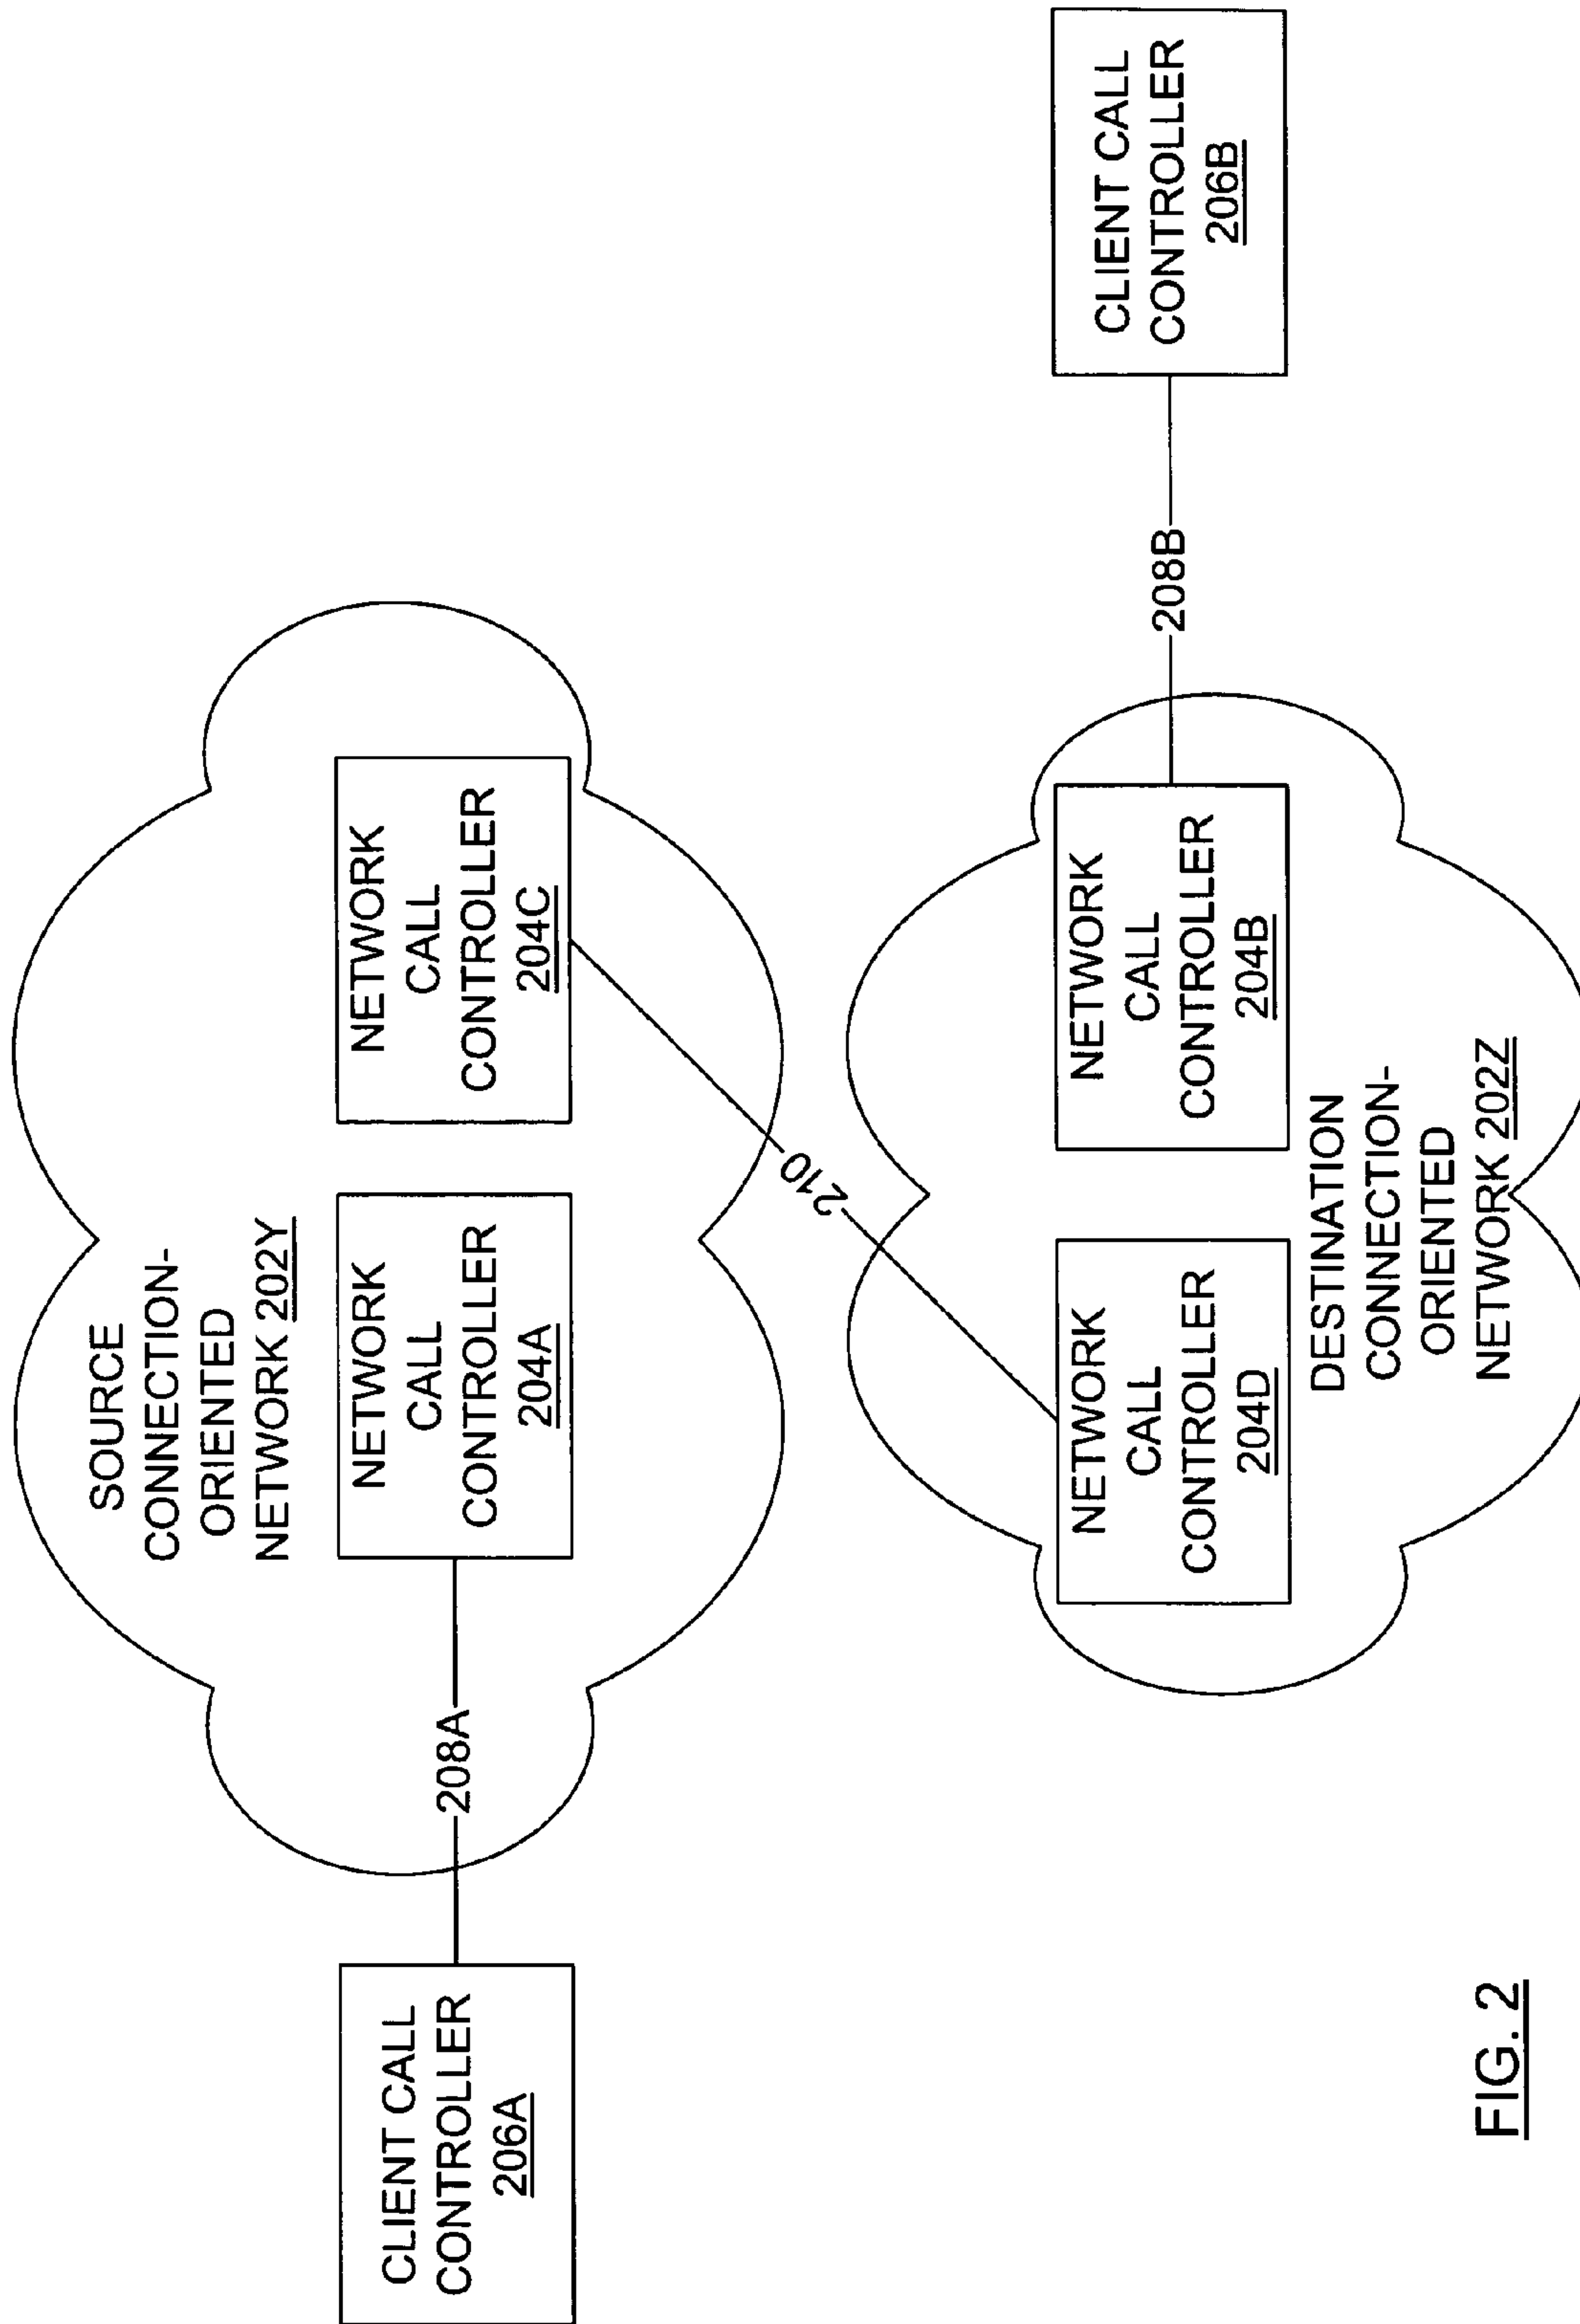 SOURCE
CONNECTION-
ORIENTED
NETWORK 202Y
CLIENT CALL
CONTROLLER
206A
208A
NETWORK
CALL
CONTROLLER
204A
NETWORK
CALL
CONTROLLER
204C
210
NETWORK
CALL
CONTROLLER
204D
NETWORK
CALL
CONTROLLER
204B
208B
CLIENT CALL
CONTROLLER
206B
DESTINATION
CONNECTION-
ORIENTED
NETWORK 202Z
FIG. 2